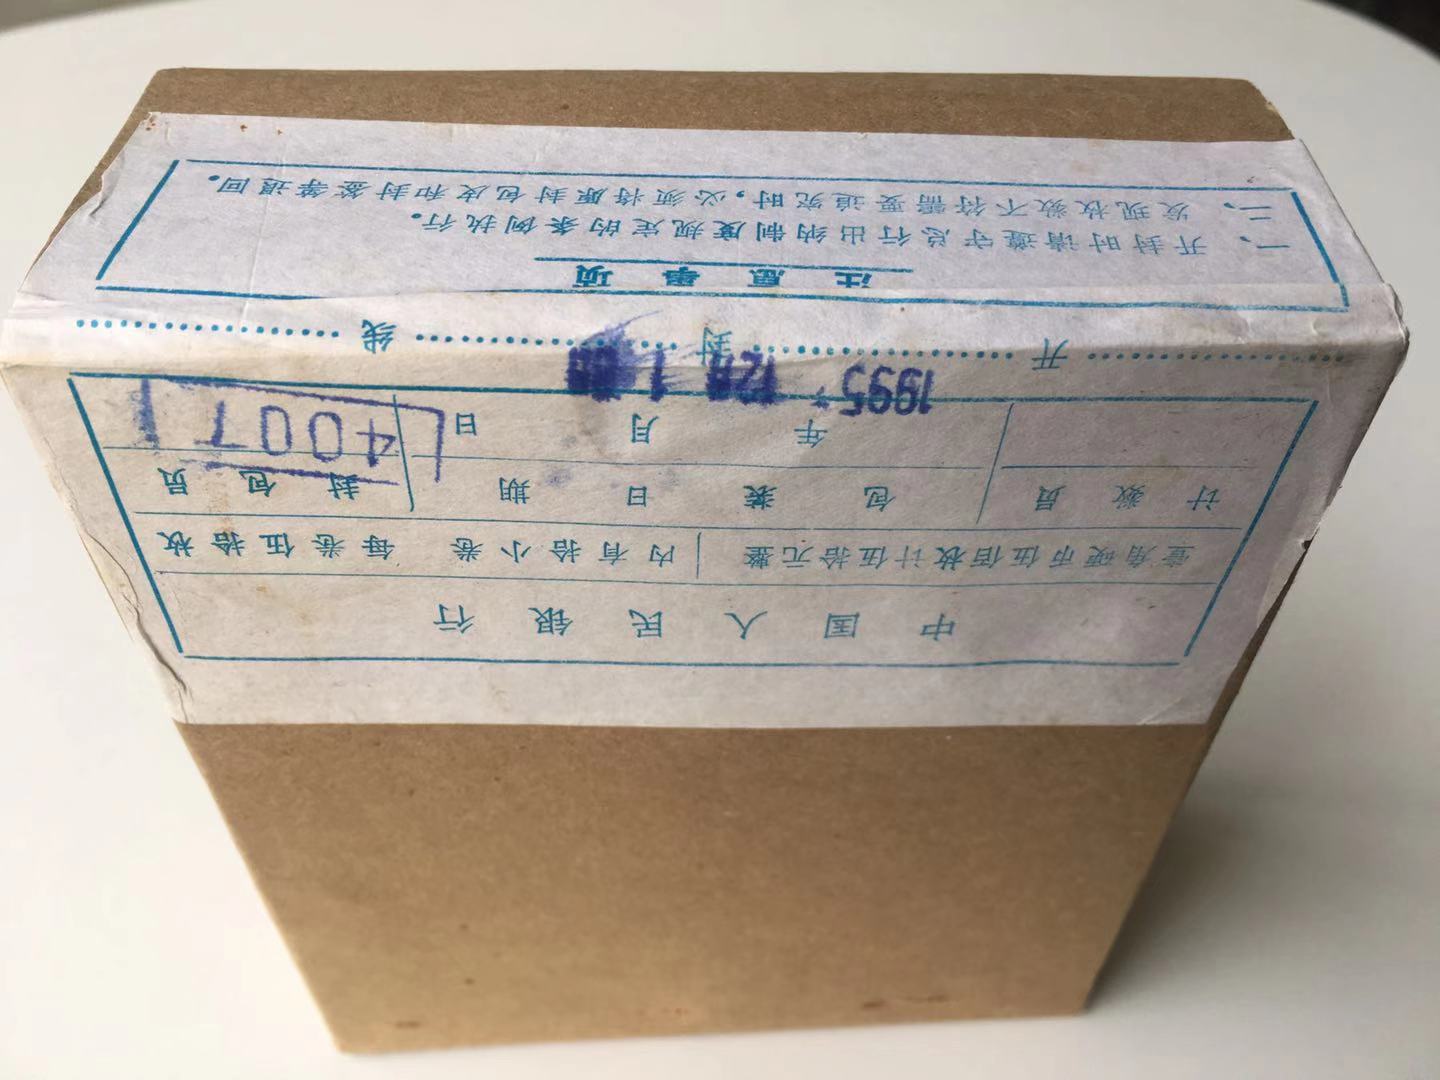 中国人民银行
壹角硬币伍佰枚计伍拾元整 内有拾小卷 每卷伍拾枚
计数员 包装日期 封包员
年 月 日
1995 12月 1
4007
开 封 线
注意事项
一、开封时请遵守总行出纳制度规定的条例执行。
二、发现枚数不符需要追究时,必须将原封包皮和封签等退回。